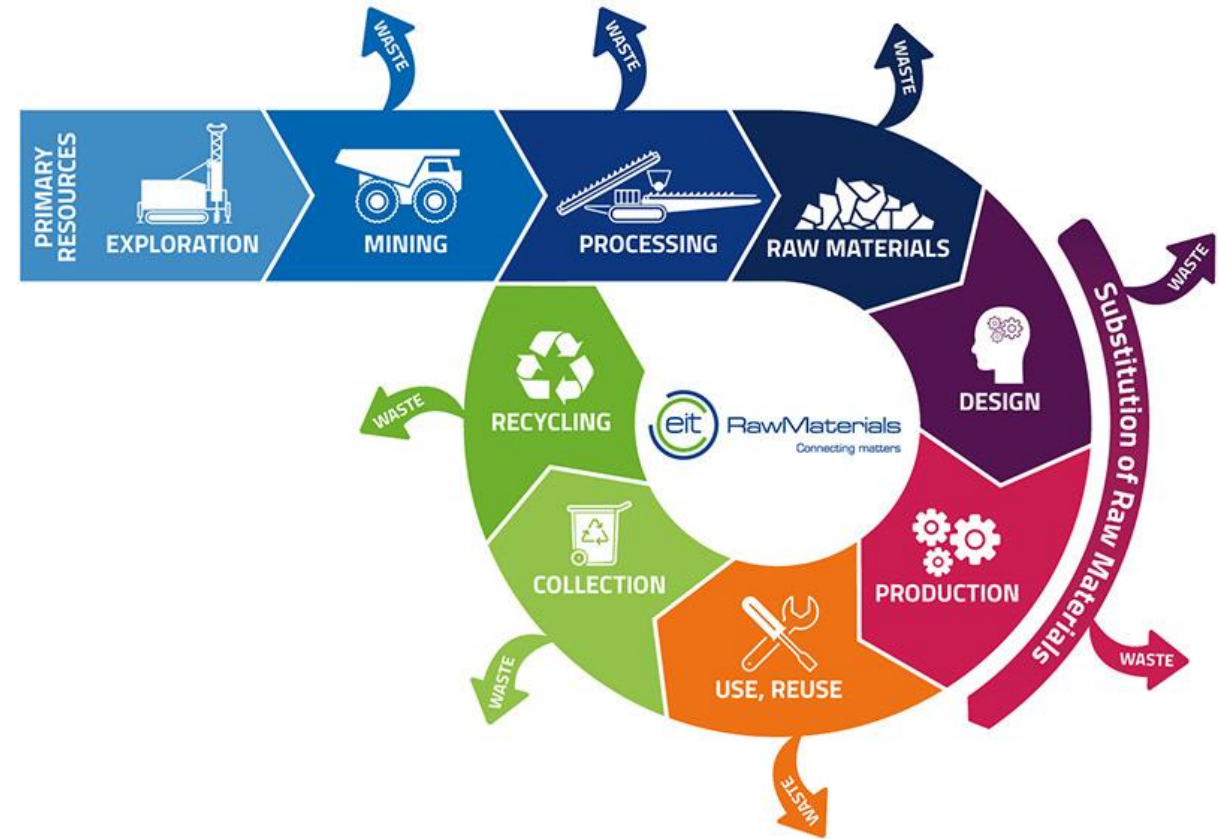 WASTE
WASTE
WASTE
PRIMARY
RESOURCES
EXPLORATION
MINING
PROCESSING
RAW MATERIALS
WASTE
Substitution of Raw Materials
DESIGN
RECYCLING
WASTE
eit RawMaterials
Connecting matters
COLLECTION
PRODUCTION
WASTE
WASTE
USE, REUSE
WASTE